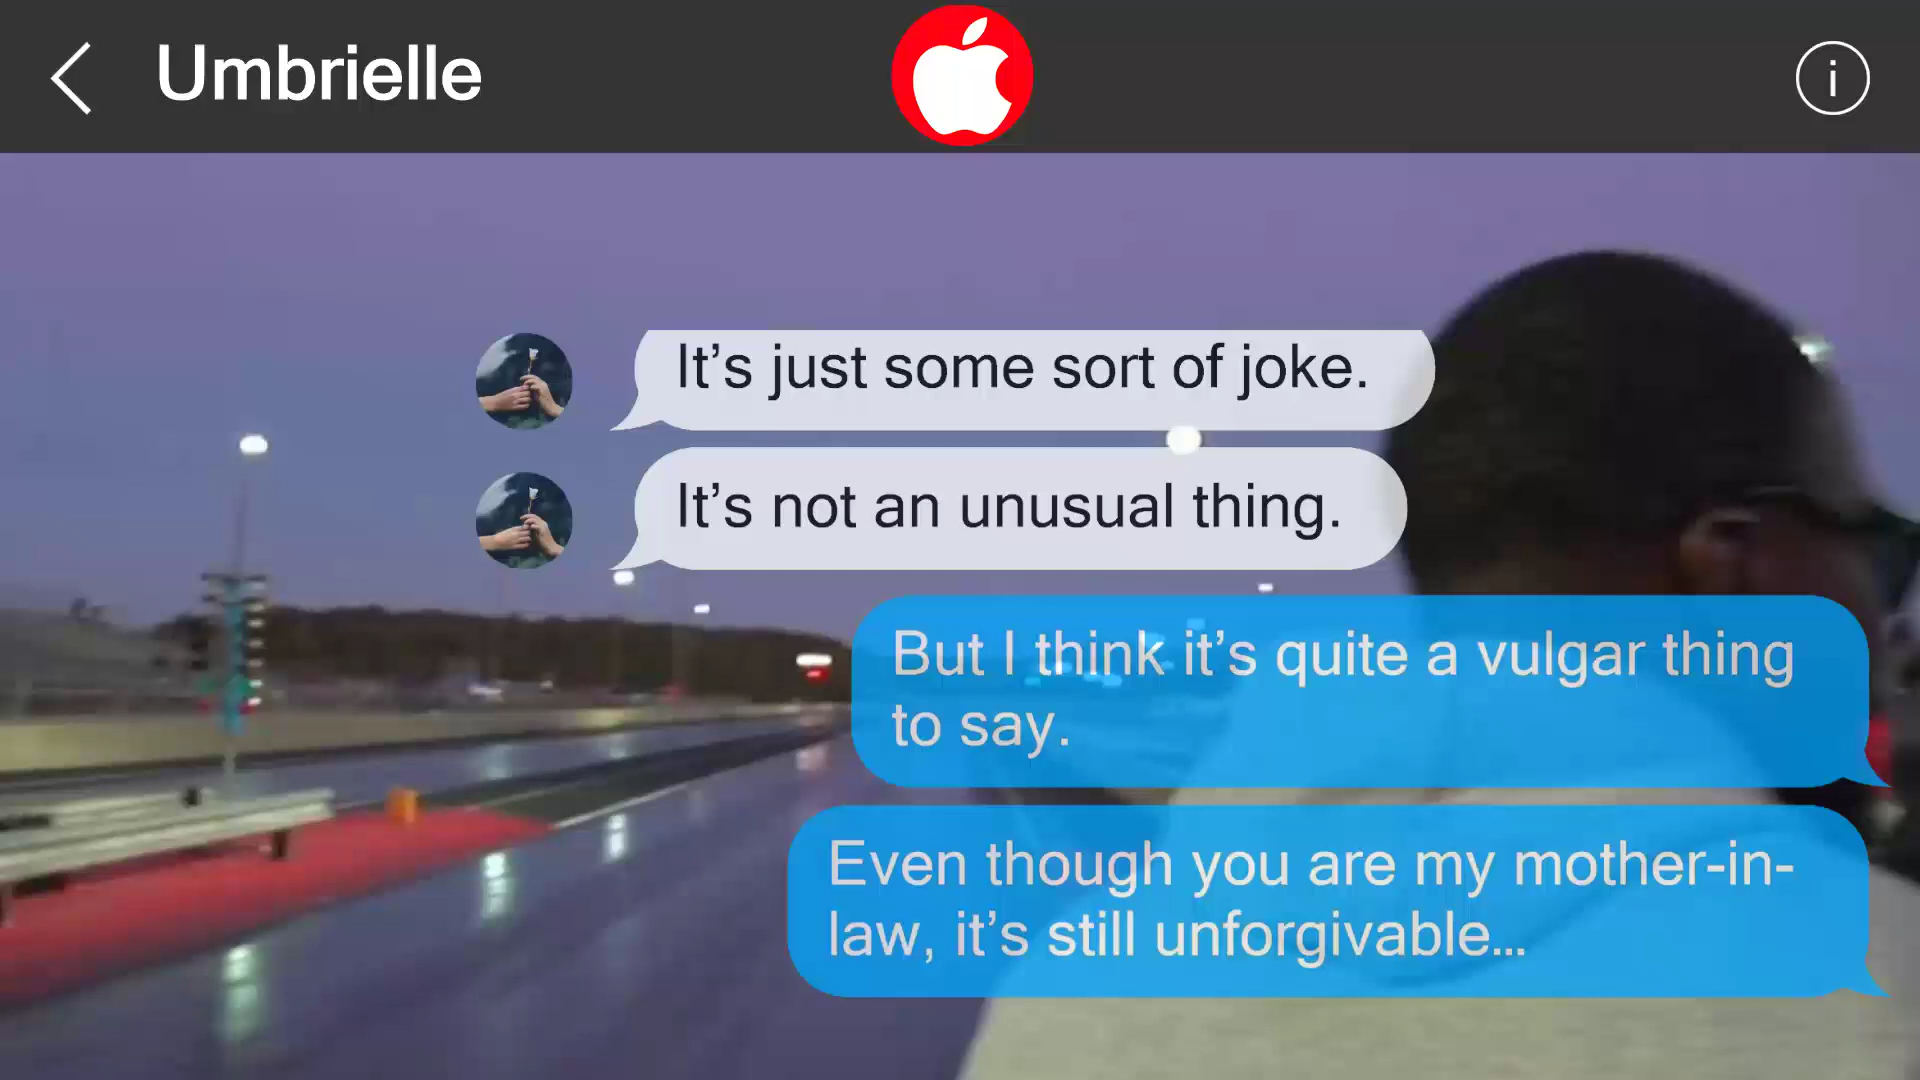 Umbrielle
i
It’s just some sort of joke.
It’s not an unusual thing.
But I think it’s quite a vulgar thing
to say.
Even though you are my mother-in-
law, it’s still unforgivable...